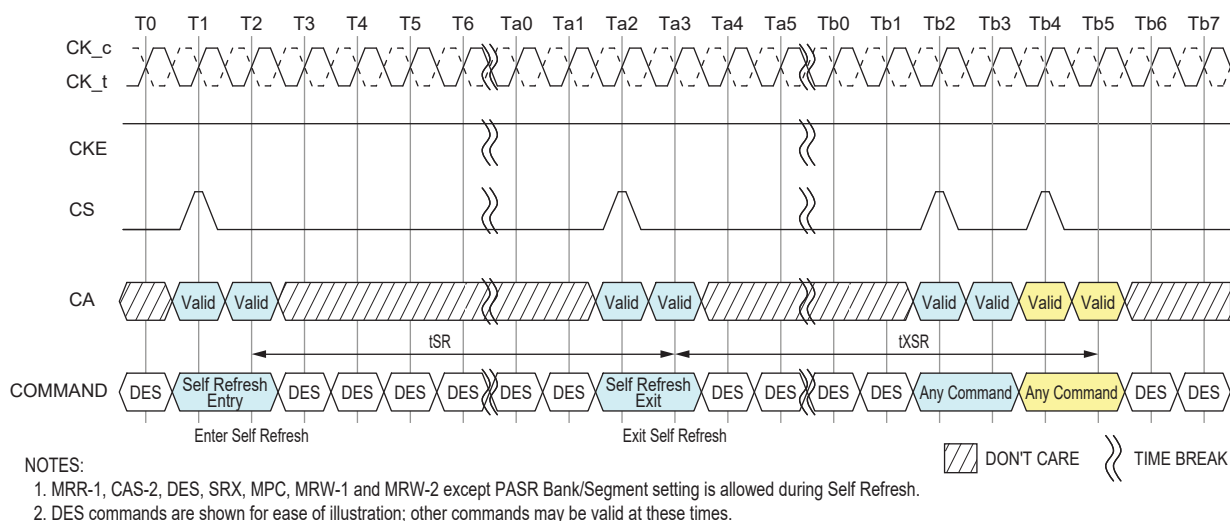 T0 T1 T2 T3 T4 T5 T6 Ta0 Ta1 Ta2 Ta3 Ta4 Ta5 Tb0 Tb1 Tb2 Tb3 Tb4 Tb5 Tb6 Tb7
CK_c
CK_t
CKE
CS
CA Valid Valid Valid Valid Valid Valid Valid Valid
tSR tXSR
COMMAND DES Self Refresh Entry DES DES DES DES DES DES Self Refresh Exit DES DES DES DES Any Command Any Command DES DES
Enter Self Refresh Exit Self Refresh
DON'T CARE TIME BREAK
NOTES:
1. MRR-1, CAS-2, DES, SRX, MPC, MRW-1 and MRW-2 except PASR Bank/Segment setting is allowed during Self Refresh.
2. DES commands are shown for ease of illustration; other commands may be valid at these times.